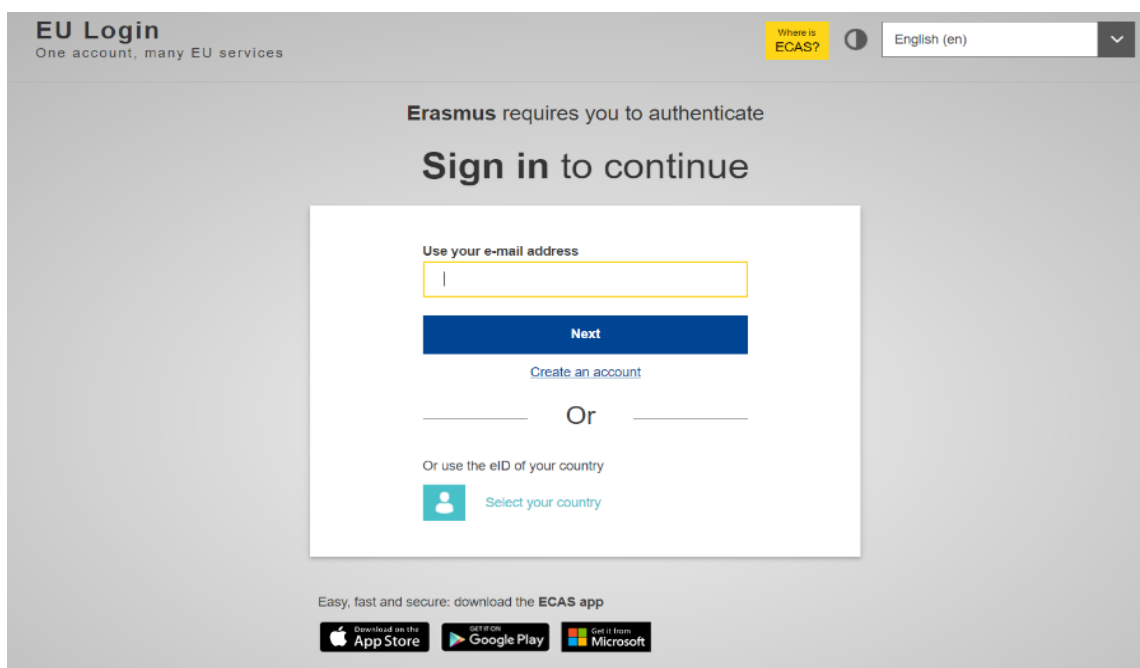 EU Login
One account, many EU services
Where is
ECAS?
English (en)
Erasmus requires you to authenticate
Sign in to continue
Use your e-mail address
Next
Create an account
Or
Or use the eID of your country
Select your country
Easy, fast and secure: download the ECAS app
Download on the
App Store
GET IT ON
Google Play
Get it from
Microsoft